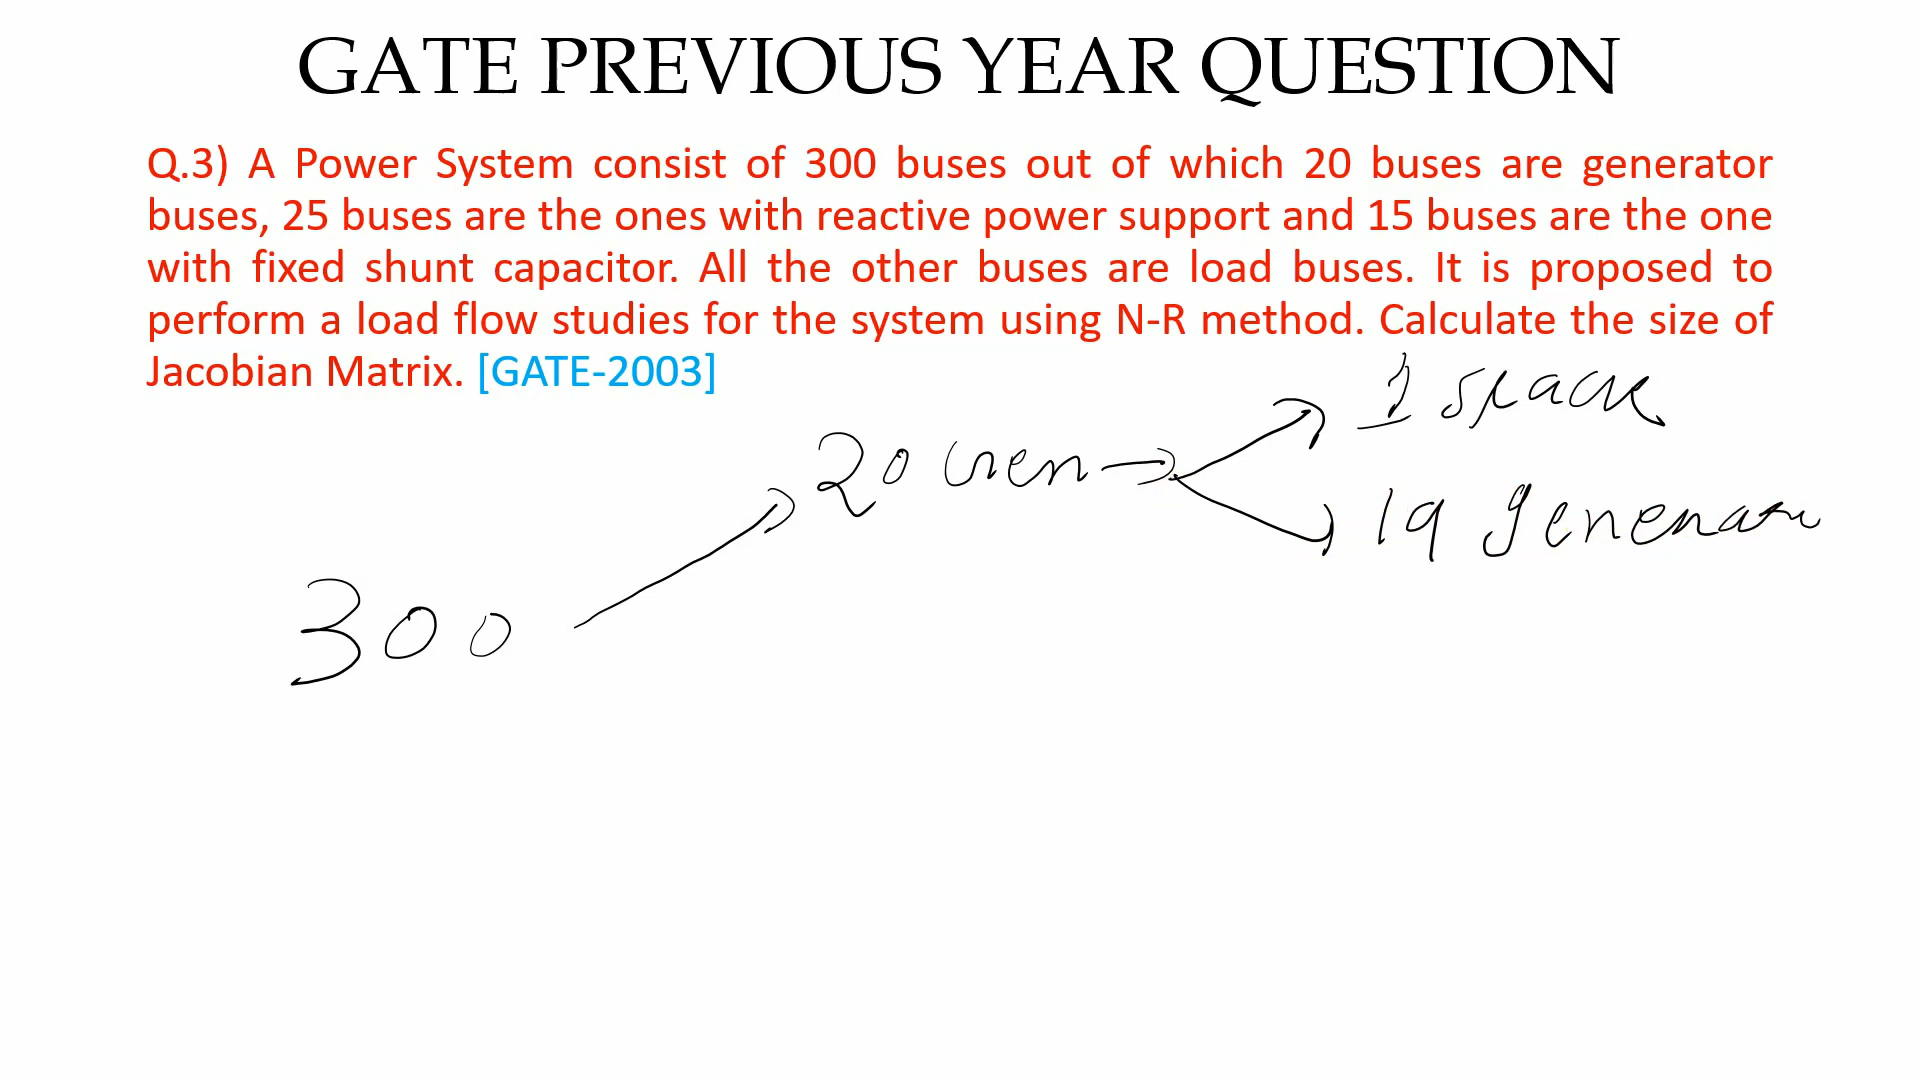 GATE PREVIOUS YEAR QUESTION
Q.3) A Power System consist of 300 buses out of which 20 buses are generator
buses, 25 buses are the ones with reactive power support and 15 buses are the one
with fixed shunt capacitor. All the other buses are load buses. It is proposed to
perform a load flow studies for the system using N-R method. Calculate the size of
Jacobian Matrix. [GATE-2003]
1 slack
20 Gen
19 generator
300